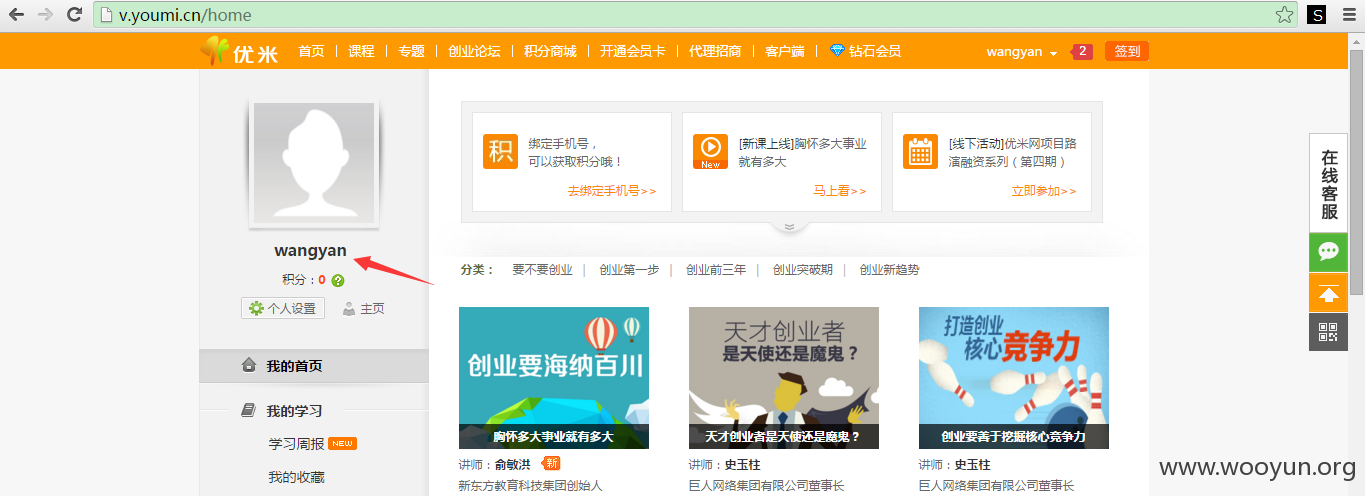 v.youmi.cn/home
S
优米 首页 | 课程 | 专题 | 创业论坛 | 积分商城 | 开通会员卡 | 代理招商 | 客户端 | 钻石会员 wangyan 2 签到
wangyan
积分：0 ?
个人设置 主页
我的首页
我的学习
学习周报 NEW
我的收藏
积
绑定手机号，
可以获取积分哦！
去绑定手机号>>
New
[新课上线]胸怀多大事业
就有多大
马上看>>
[线下活动]优米网项目路
演融资系列（第四期）
立即参加>>
分类： 要不要创业 | 创业第一步 | 创业前三年 | 创业突破期 | 创业新趋势
创业要海纳百川
胸怀多大事业就有多大
讲师：俞敏洪 新
新东方教育科技集团创始人
天才创业者
是天使还是魔鬼？
天才创业者是天使还是魔鬼？
讲师：史玉柱
巨人网络集团有限公司董事长
打造创业
核心竞争力
创业要善于挖掘核心竞争力
讲师：史玉柱
巨人网络集团有限公司董事长
在线客服
www.wooyun.org